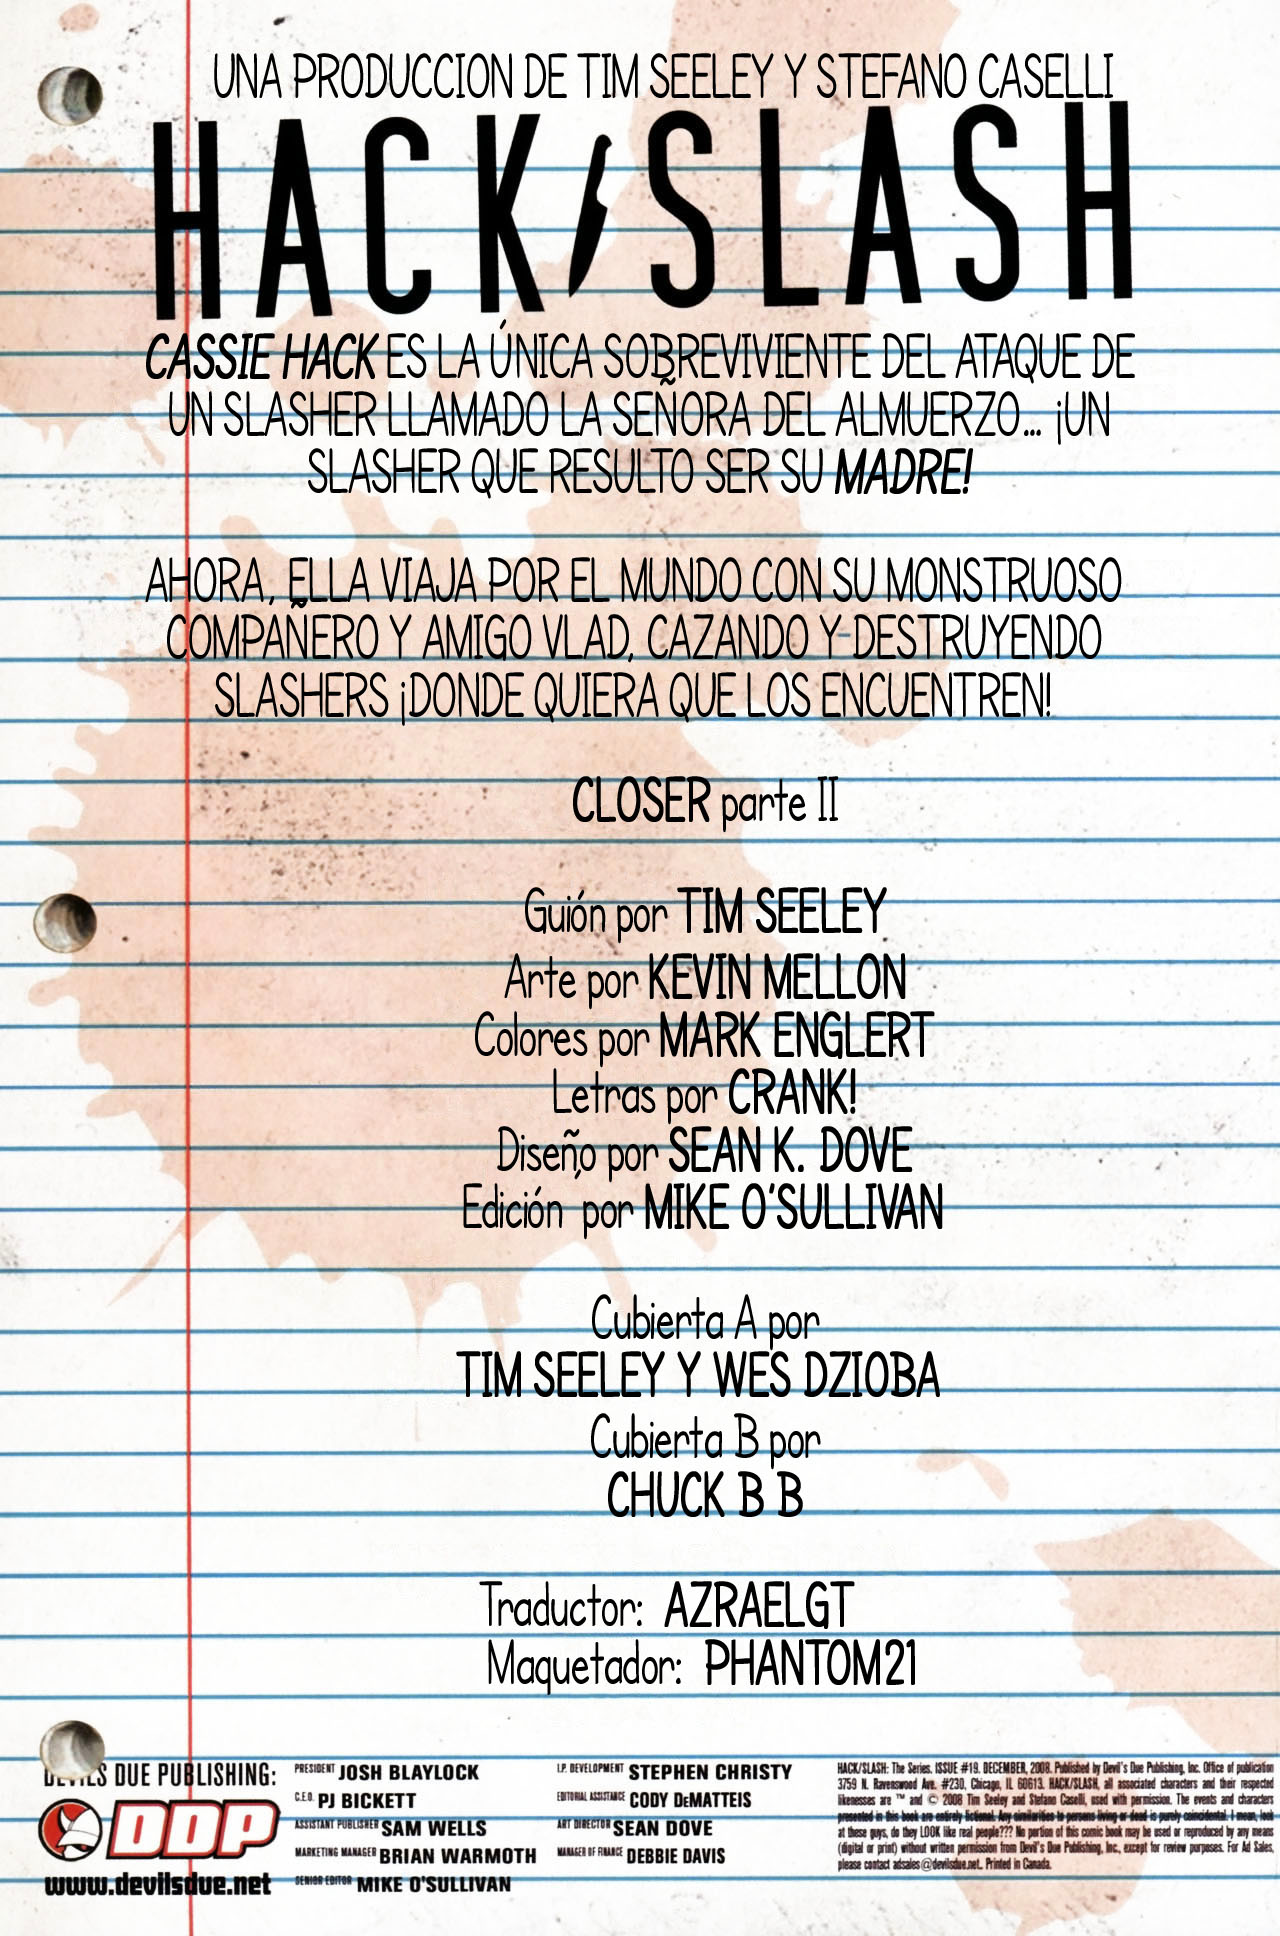 UNA PRODUCCION DE TIM SEELEY Y STEFANO CASELLI
HACK/SLASH
CASSIE HACK ES LA ÚNICA SOBREVIVIENTE DEL ATAQUE DE
UN SLASHER LLAMADO LA SEÑORA DEL ALMUERZO... ¡UN
SLASHER QUE RESULTO SER SU MADRE!
AHORA, ELLA VIAJA POR EL MUNDO CON SU MONSTRUOSO
COMPAÑERO Y AMIGO VLAD, CAZANDO Y DESTRUYENDO
SLASHERS ¡DONDE QUIERA QUE LOS ENCUENTREN!
CLOSER parte II
Guión por TIM SEELEY
Arte por KEVIN MELLON
Colores por MARK ENGLERT
Letras por CRANK!
Diseño por SEAN K. DOVE
Edición por MIKE O'SULLIVAN
Cubierta A por
TIM SEELEY Y WES DZIOBA
Cubierta B por
CHUCK B B
Traductor: AZRAELGT
Maquetador: PHANTOM21
DEVILS DUE PUBLISHING:
DDP
www.devilsdue.net
PRESIDENT JOSH BLAYLOCK
C.E.O. PJ BICKETT
ASSISTANT PUBLISHER SAM WELLS
MARKETING MANAGER BRIAN WARMOTH
SENIOR EDITOR MIKE O'SULLIVAN
I.P. DEVELOPMENT STEPHEN CHRISTY
EDITORIAL ASSISTANCE CODY DeMATTEIS
ART DIRECTOR SEAN DOVE
MANAGER OF FINANCE DEBBIE DAVIS
HACK/SLASH: The Series. ISSUE #19. DECEMBER, 2008. Published by Devil's Due Publishing, Inc. Office of publication
3759 N. Ravenswood Ave. #230, Chicago, IL 60613. HACK/SLASH, all associated characters and their respected
likenesses are ™ and © 2008 Tim Seeley and Stefano Caselli, used with permission. The events and characters
presented in this book are entirely fictional. Any similarities to persons living or dead is purely coincidental. I mean, look
at these guys, do they LOOK like real people??? No portion of this comic book may be used or reproduced by any means
(digital or print) without written permission from Devil's Due Publishing, Inc., except for review purposes. For Ad Sales,
please contact adsales@devilsdue.net. Printed in Canada.